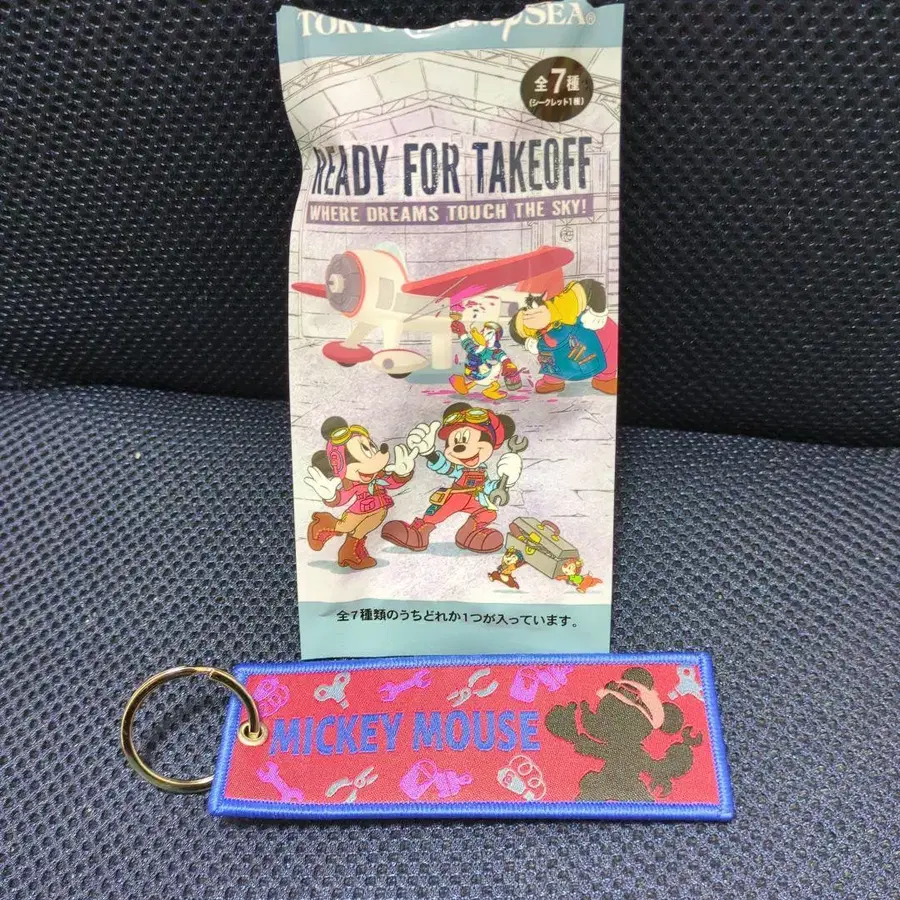 TOKYO DISNEYSEA®
全7種
(シークレット1種)
READY FOR TAKEOFF
WHERE DREAMS TOUCH THE SKY!
全7種類のうちどれか1つが入っています。
MICKEY MOUSE